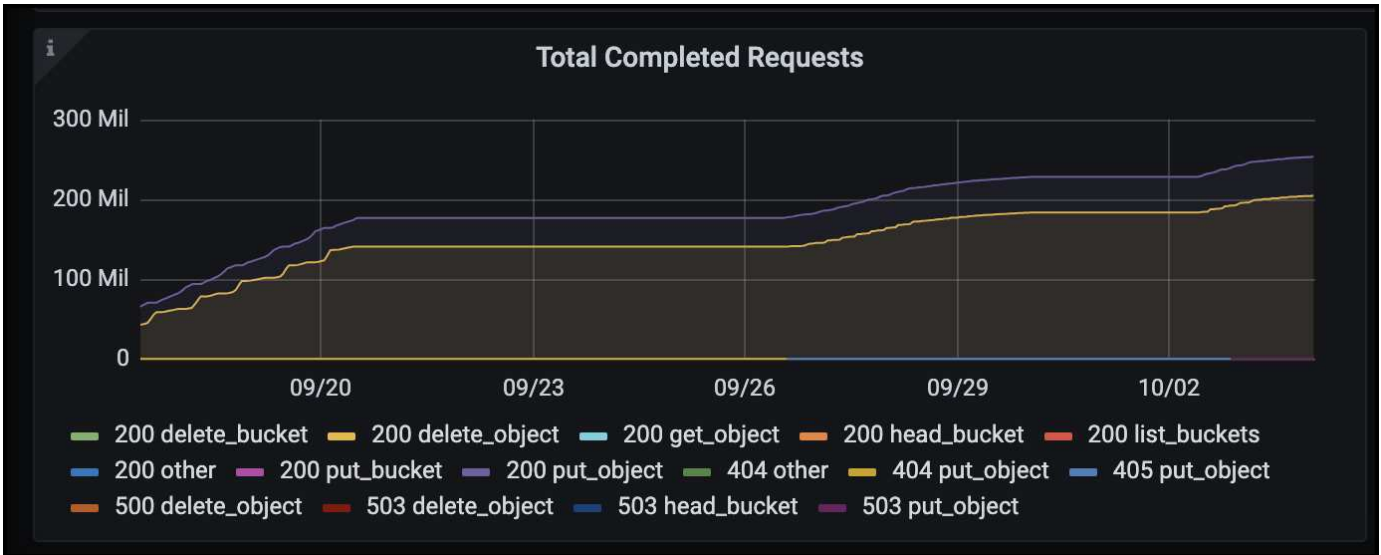 i
Total Completed Requests
300 Mil
200 Mil
100 Mil
0
09/20 09/23 09/26 09/29 10/02
200 delete_bucket 200 delete_object 200 get_object 200 head_bucket 200 list_buckets
200 other 200 put_bucket 200 put_object 404 other 404 put_object 405 put_object
500 delete_object 503 delete_object 503 head_bucket 503 put_object